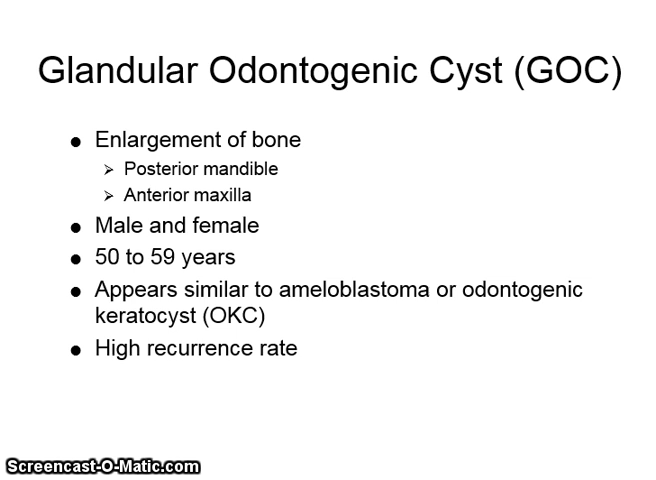 Glandular Odontogenic Cyst (GOC)
● Enlargement of bone
➢ Posterior mandible
➢ Anterior maxilla
● Male and female
● 50 to 59 years
● Appears similar to ameloblastoma or odontogenic
keratocyst (OKC)
● High recurrence rate
Screencast-O-Matic.com